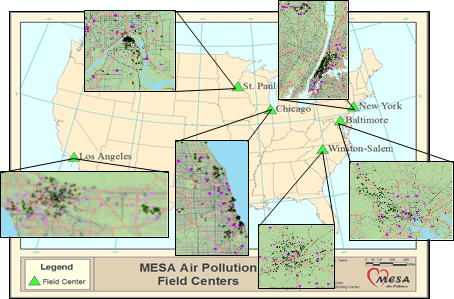 St. Paul
New York
Chicago
Baltimore
Winston-Salem
Los Angeles
Legend
Field Center
MESA Air Pollution
Field Centers
Team
MESA